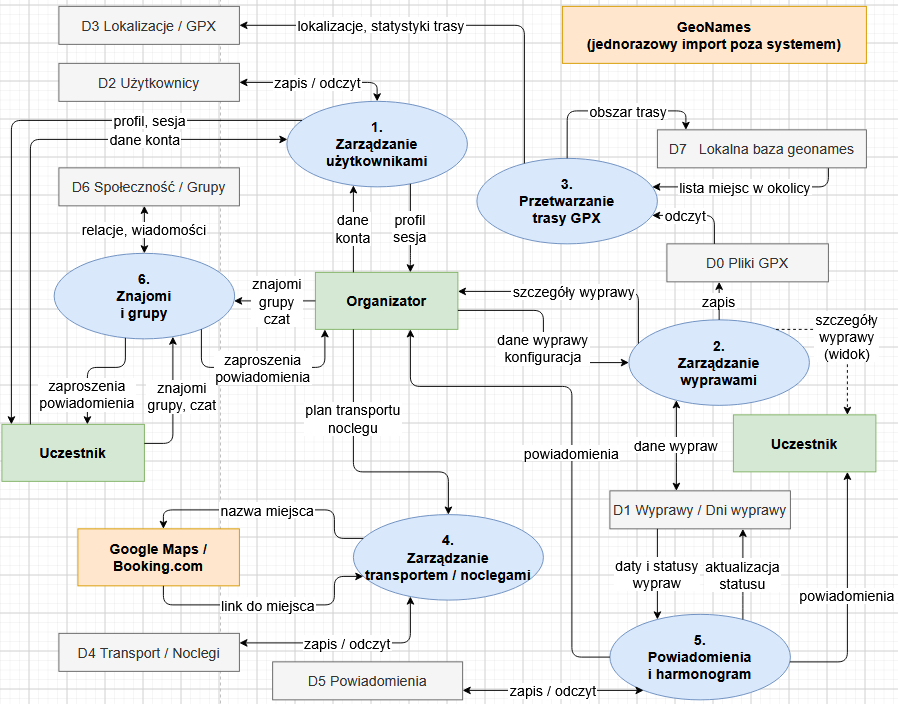 D3 Lokalizacje / GPX
lokalizacje, statystyki trasy
GeoNames
(jednorazowy import poza systemem)
D2 Użytkownicy
zapis / odczyt
profil, sesja
dane konta
1.
Zarządzanie
użytkownikami
obszar trasy
D7 Lokalna baza geonames
lista miejsc w okolicy
3.
Przetwarzanie
trasy GPX
odczyt
D6 Społeczność / Grupy
relacje, wiadomości
dane
konta
profil
sesja
D0 Pliki GPX
zapis
6.
Znajomi
i grupy
znajomi
grupy
czat
Organizator
szczegóły wyprawy
dane wyprawy
konfiguracja
2.
Zarządzanie
wyprawami
szczegóły
wyprawy
(widok)
zaproszenia
powiadomienia
zaproszenia
powiadomienia
znajomi
grupy, czat
plan transportu
noclegu
Uczestnik
Uczestnik
powiadomienia
dane wypraw
D1 Wyprawy / Dni wyprawy
nazwa miejsca
Google Maps /
Booking.com
link do miejsca
4.
Zarządzanie
transportem / noclegami
daty i statusy
wypraw
aktualizacja
statusu
powiadomienia
D4 Transport / Noclegi
zapis / odczyt
5.
Powiadomienia
i harmonogram
D5 Powiadomienia
zapis / odczyt